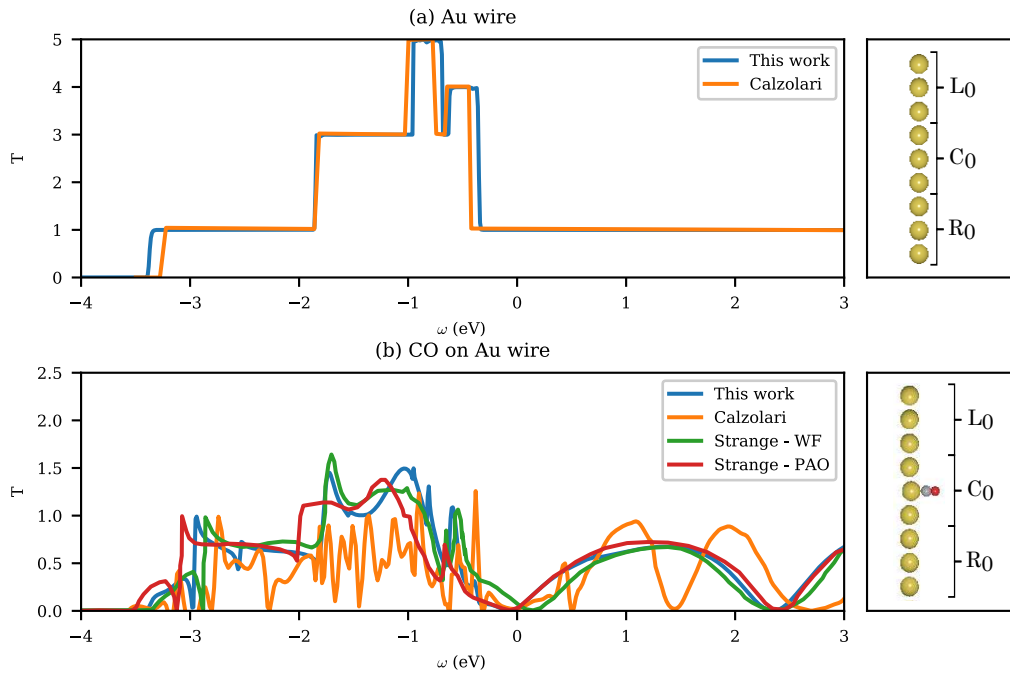 (a) Au wire
5
4
3
2
1
0
T
This work
Calzolari
−4 −3 −2 −1 0 1 2 3
ω (eV)
L0
C0
R0
(b) CO on Au wire
2.5
2.0
1.5
1.0
0.5
0.0
T
This work
Calzolari
Strange - WF
Strange - PAO
−4 −3 −2 −1 0 1 2 3
ω (eV)
L0
C0
R0